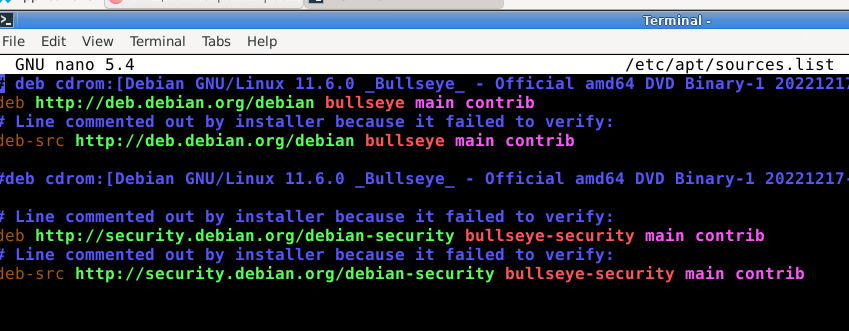 Terminal -
File Edit View Terminal Tabs Help
GNU nano 5.4 /etc/apt/sources.list
# deb cdrom:[Debian GNU/Linux 11.6.0 _Bullseye_ - Official amd64 DVD Binary-1 20221217
deb http://deb.debian.org/debian bullseye main contrib
# Line commented out by installer because it failed to verify:
deb-src http://deb.debian.org/debian bullseye main contrib
#deb cdrom:[Debian GNU/Linux 11.6.0 _Bullseye_ - Official amd64 DVD Binary-1 20221217-
# Line commented out by installer because it failed to verify:
deb http://security.debian.org/debian-security bullseye-security main contrib
# Line commented out by installer because it failed to verify:
deb-src http://security.debian.org/debian-security bullseye-security main contrib